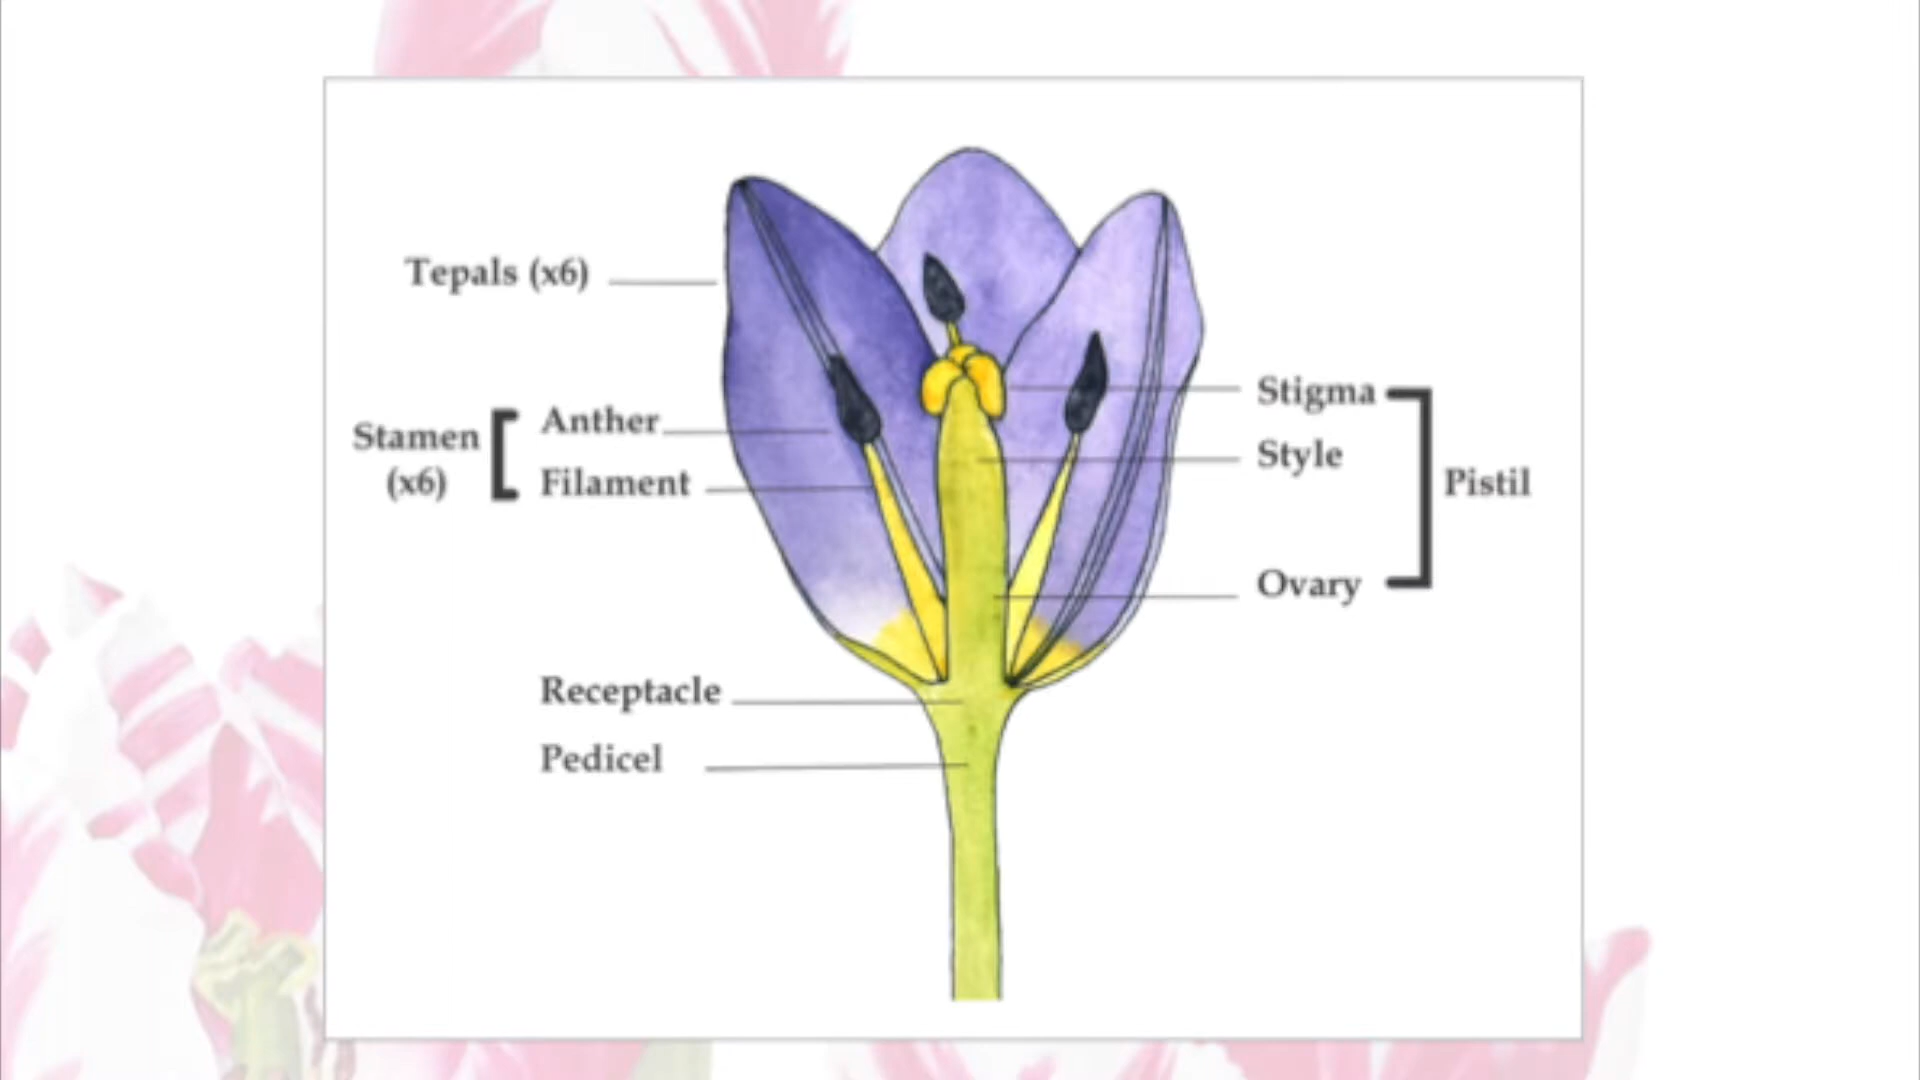 Tepals (x6)
Stamen
(x6)
Anther
Filament
Receptacle
Pedicel
Stigma
Style
Ovary
Pistil